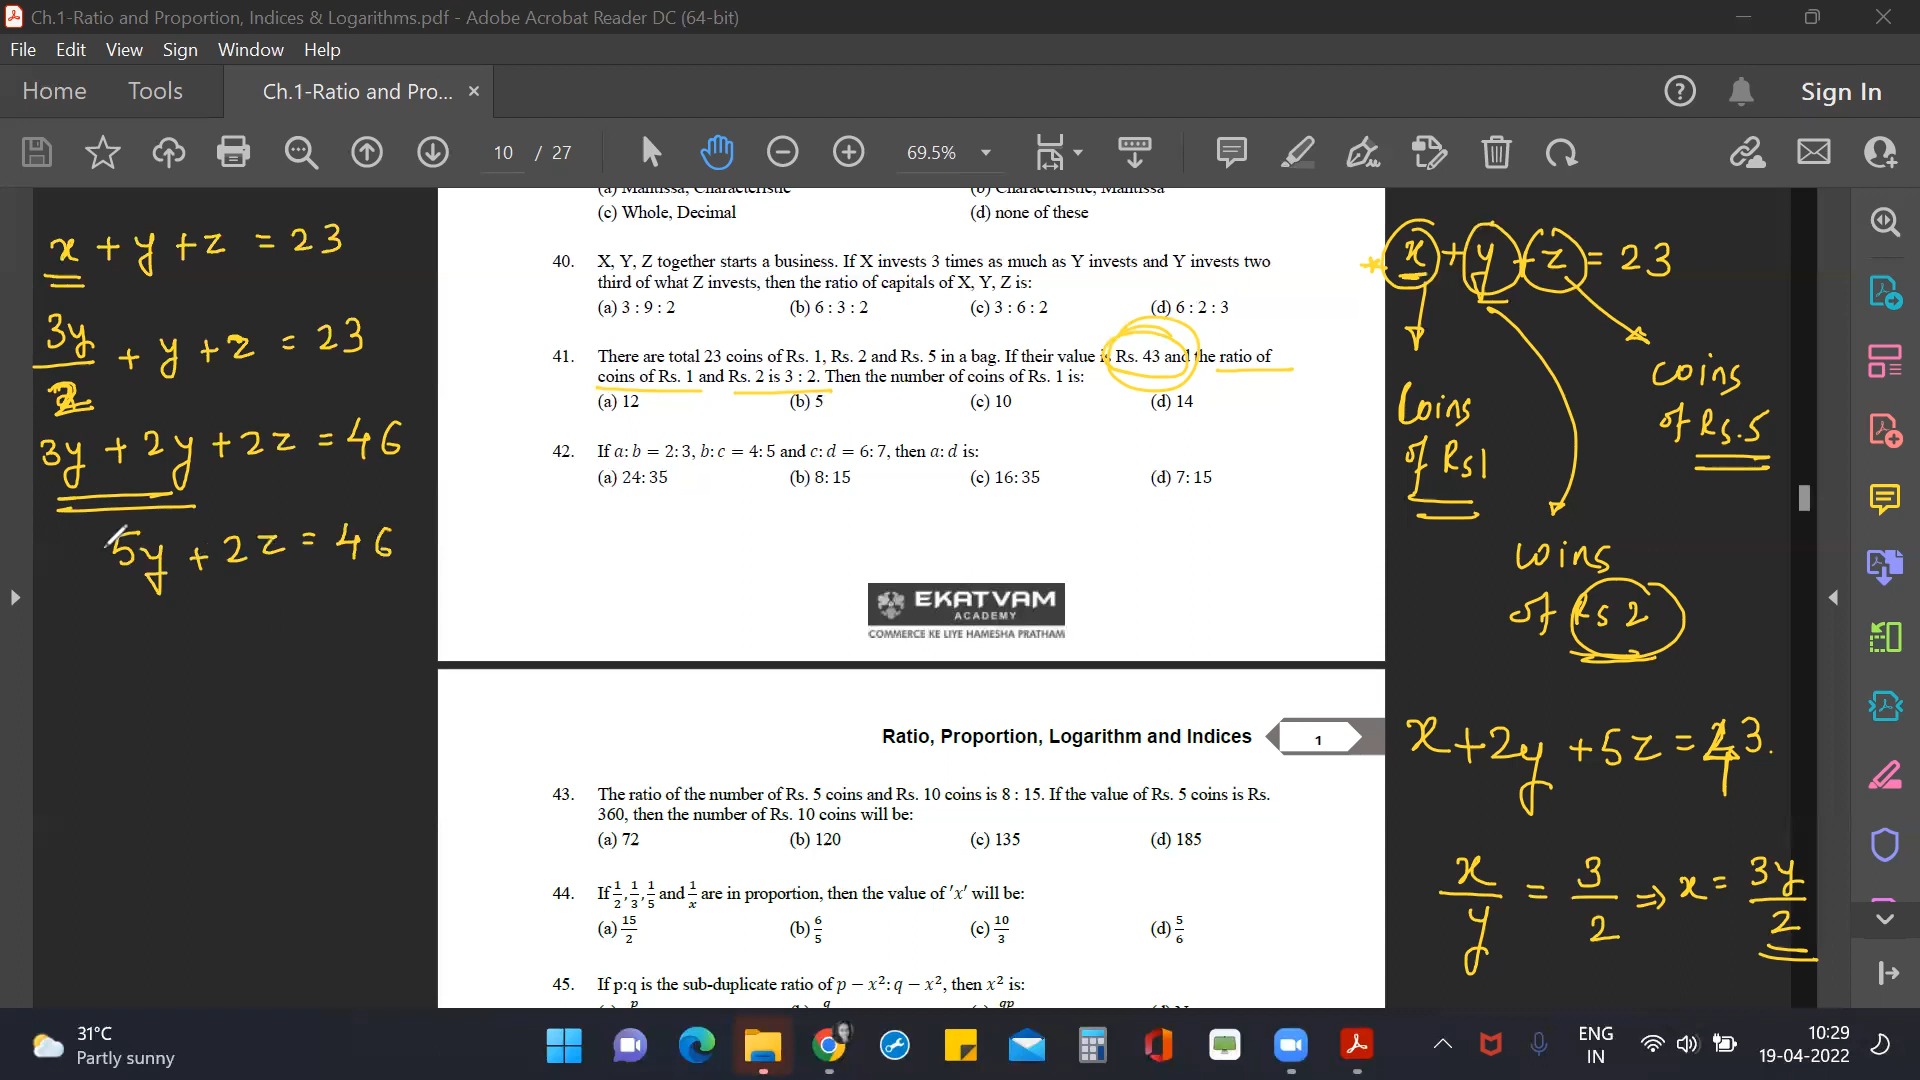 Ch.1-Ratio and Proportion, Indices & Logarithms.pdf - Adobe Acrobat Reader DC (64-bit)
File Edit View Sign Window Help
Home Tools Ch.1-Ratio and Pro... × Sign In
10 / 27 69.5%
(a) Mantissa, Characteristic (b) Characteristic, Mantissa
(c) Whole, Decimal (d) none of these
40. X, Y, Z together starts a business. If X invests 3 times as much as Y invests and Y invests two
third of what Z invests, then the ratio of capitals of X, Y, Z is:
(a) 3 : 9 : 2 (b) 6 : 3 : 2 (c) 3 : 6 : 2 (d) 6 : 2 : 3
41. There are total 23 coins of Rs. 1, Rs. 2 and Rs. 5 in a bag. If their value is Rs. 43 and the ratio of
coins of Rs. 1 and Rs. 2 is 3 : 2. Then the number of coins of Rs. 1 is:
(a) 12 (b) 5 (c) 10 (d) 14
42. If a: b = 2: 3, b: c = 4: 5 and c: d = 6: 7, then a: d is:
(a) 24: 35 (b) 8: 15 (c) 16: 35 (d) 7: 15
EKATVAM
ACADEMY
COMMERCE KE LIYE HAMESHA PRATHAM
Ratio, Proportion, Logarithm and Indices 1
43. The ratio of the number of Rs. 5 coins and Rs. 10 coins is 8 : 15. If the value of Rs. 5 coins is Rs.
360, then the number of Rs. 10 coins will be:
(a) 72 (b) 120 (c) 135 (d) 185
44. If 1/2, 1/3, 1/5 and 1/x are in proportion, then the value of 'x' will be:
(a) 15/2 (b) 6/5 (c) 10/3 (d) 5/6
45. If p:q is the sub-duplicate ratio of p − x²: q − x², then x² is:
x + y + z = 23
3y/2 + y + z = 23
3y + 2y + 2z = 46
5y + 2z = 46
* x + y + z = 23
Coins
of Rs1
coins
of Rs.5
coins
of Rs 2
x + 2y + 5z = 43.
x/y = 3/2 ⇒ x = 3y/2
31°C
Partly sunny
ENG
IN
10:29
19-04-2022